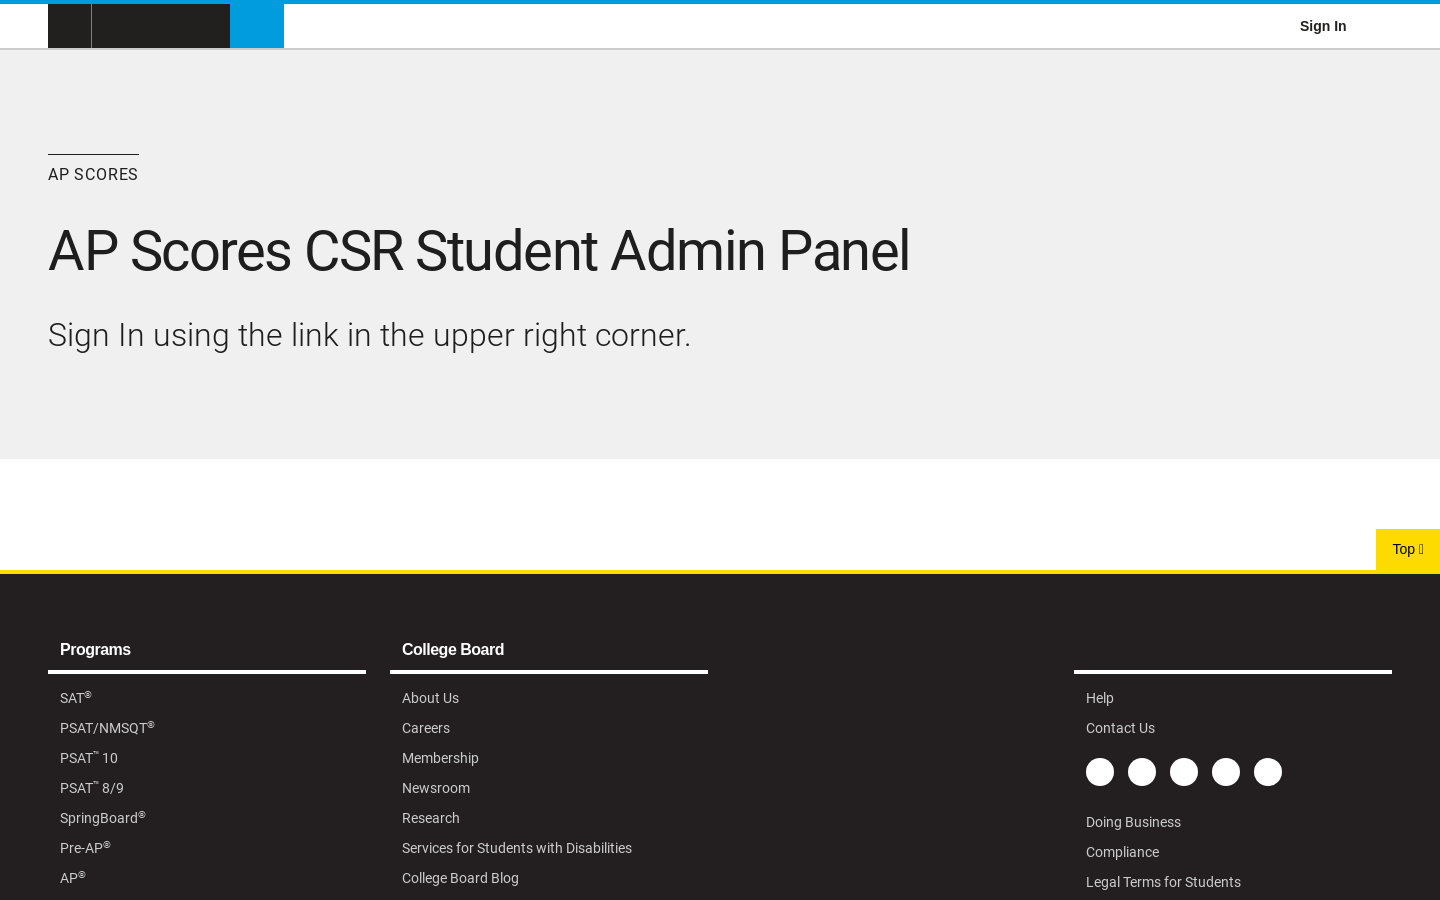 Sign In
AP SCORES
AP Scores CSR Student Admin Panel
Sign In using the link in the upper right corner.
Top
Programs
SAT®
PSAT/NMSQT®
PSAT™ 10
PSAT™ 8/9
SpringBoard®
Pre-AP®
AP®
College Board
About Us
Careers
Membership
Newsroom
Research
Services for Students with Disabilities
College Board Blog
Help
Contact Us
Doing Business
Compliance
Legal Terms for Students